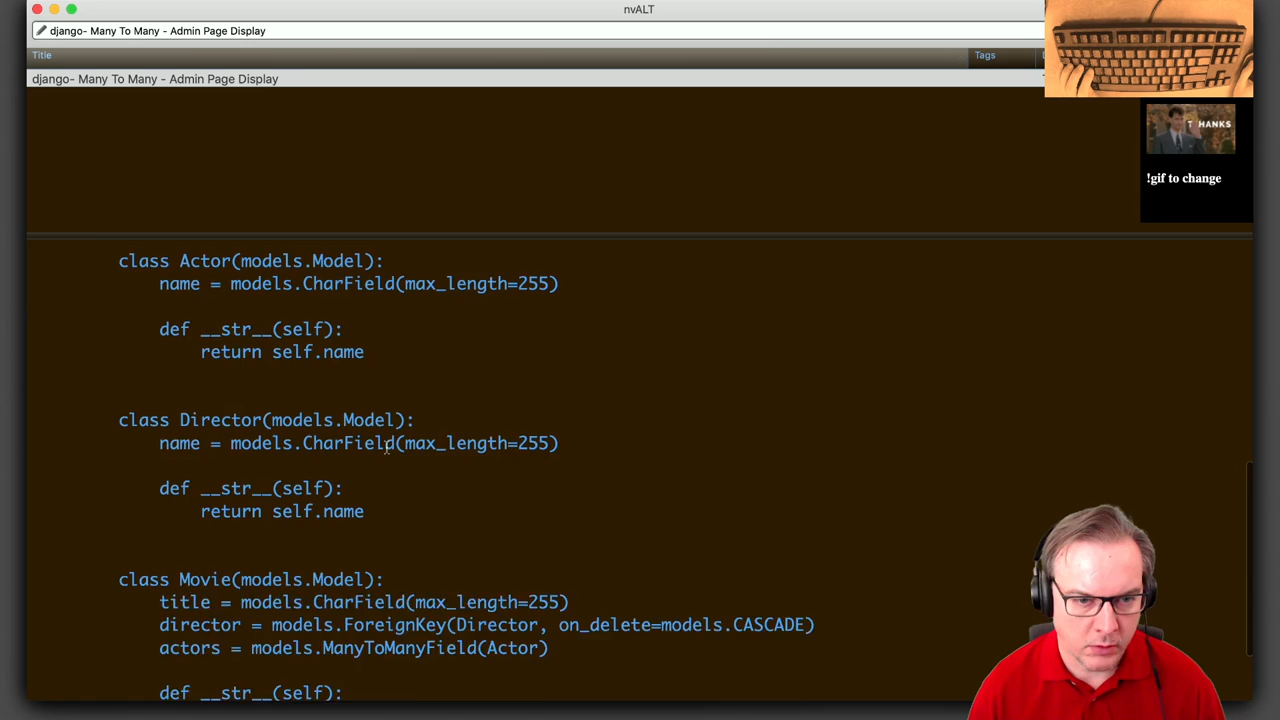 nvALT
django- Many To Many - Admin Page Display
Title
Tags
django- Many To Many - Admin Page Display
T HANKS
!gif to change
class Actor(models.Model):
name = models.CharField(max_length=255)
def __str__(self):
return self.name
class Director(models.Model):
name = models.CharField(max_length=255)
def __str__(self):
return self.name
class Movie(models.Model):
title = models.CharField(max_length=255)
director = models.ForeignKey(Director, on_delete=models.CASCADE)
actors = models.ManyToManyField(Actor)
def __str__(self):